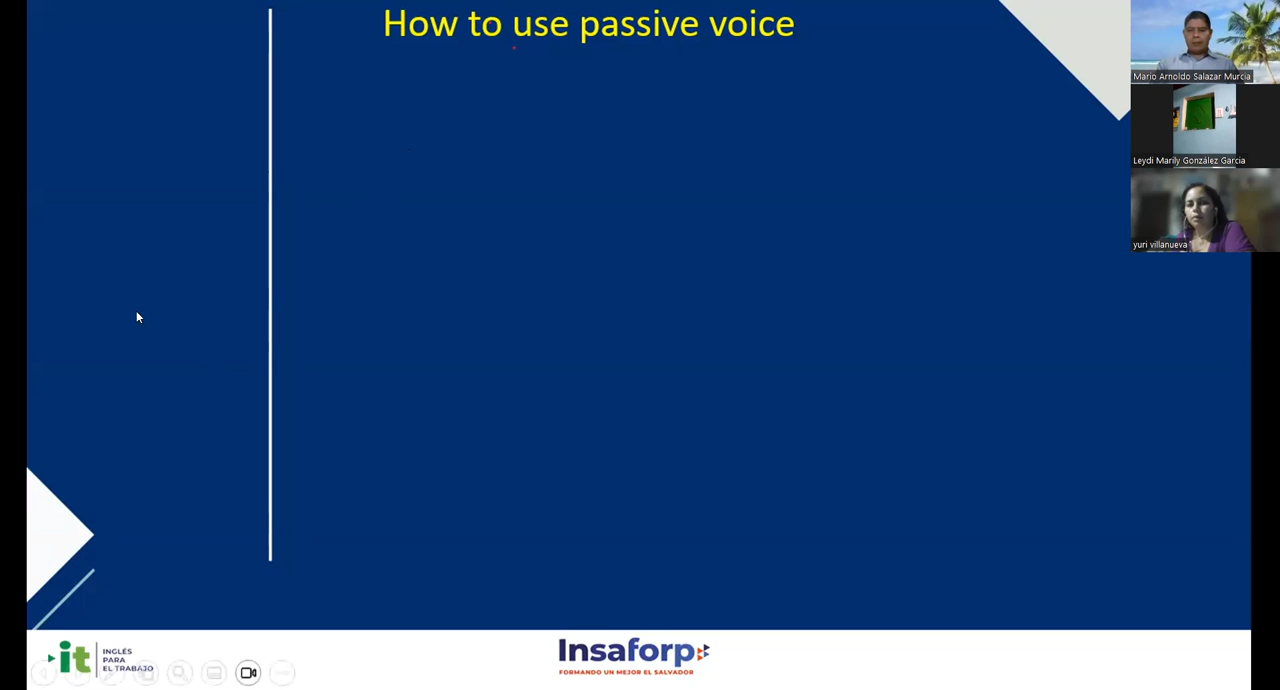 How to use passive voice
Mario Arnoldo Salazar Murcia
Leydi Marily González Garcia
yuri villanueva
it
INGLÉS
PARA
EL TRABAJO
Insaforp
FORMANDO UN MEJOR EL SALVADOR